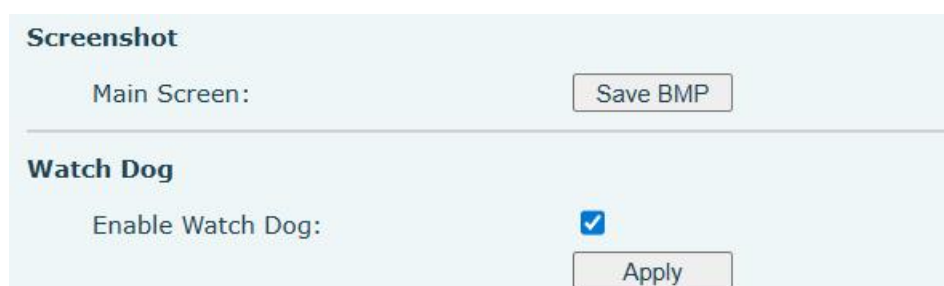 Screenshot
Main Screen: Save BMP
Watch Dog
Enable Watch Dog:
Apply